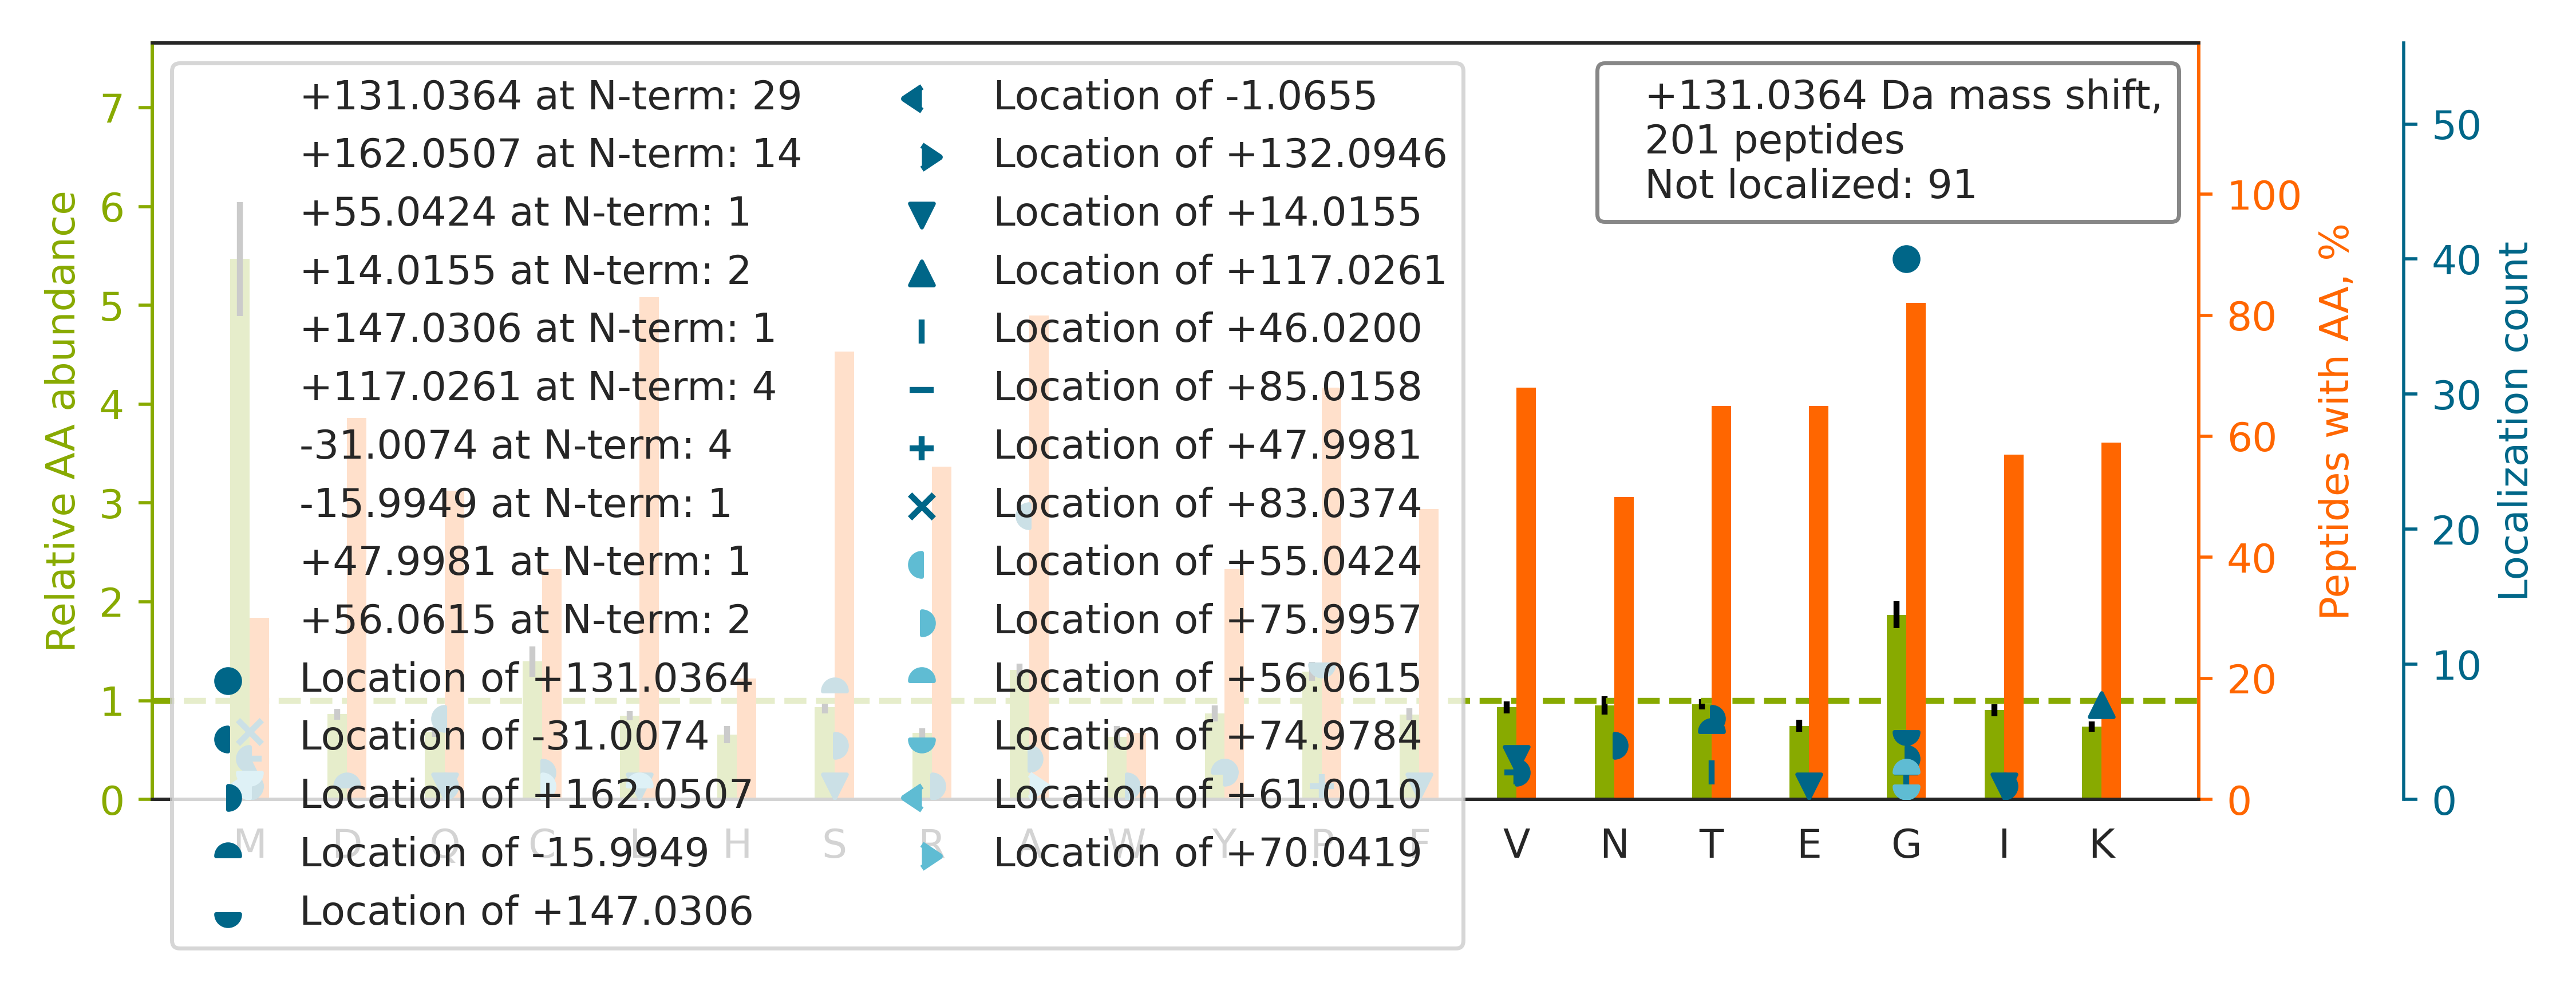 Relative AA abundance
7
6
5
4
3
2
1
0
+131.0364 at N-term: 29
+162.0507 at N-term: 14
+55.0424 at N-term: 1
+14.0155 at N-term: 2
+147.0306 at N-term: 1
+117.0261 at N-term: 4
-31.0074 at N-term: 4
-15.9949 at N-term: 1
+47.9981 at N-term: 1
+56.0615 at N-term: 2
Location of +131.0364
Location of -31.0074
Location of +162.0507
Location of -15.9949
Location of +147.0306
Location of -1.0655
Location of +132.0946
Location of +14.0155
Location of +117.0261
Location of +46.0200
Location of +85.0158
Location of +47.9981
Location of +83.0374
Location of +55.0424
Location of +75.9957
Location of +56.0615
Location of +74.9784
Location of +61.0010
Location of +70.0419
+131.0364 Da mass shift,
201 peptides
Not localized: 91
M D Q C L H S R A W Y P F V N T E G I K
100
80
60
40
20
0
Peptides with AA, %
50
40
30
20
10
0
Localization count